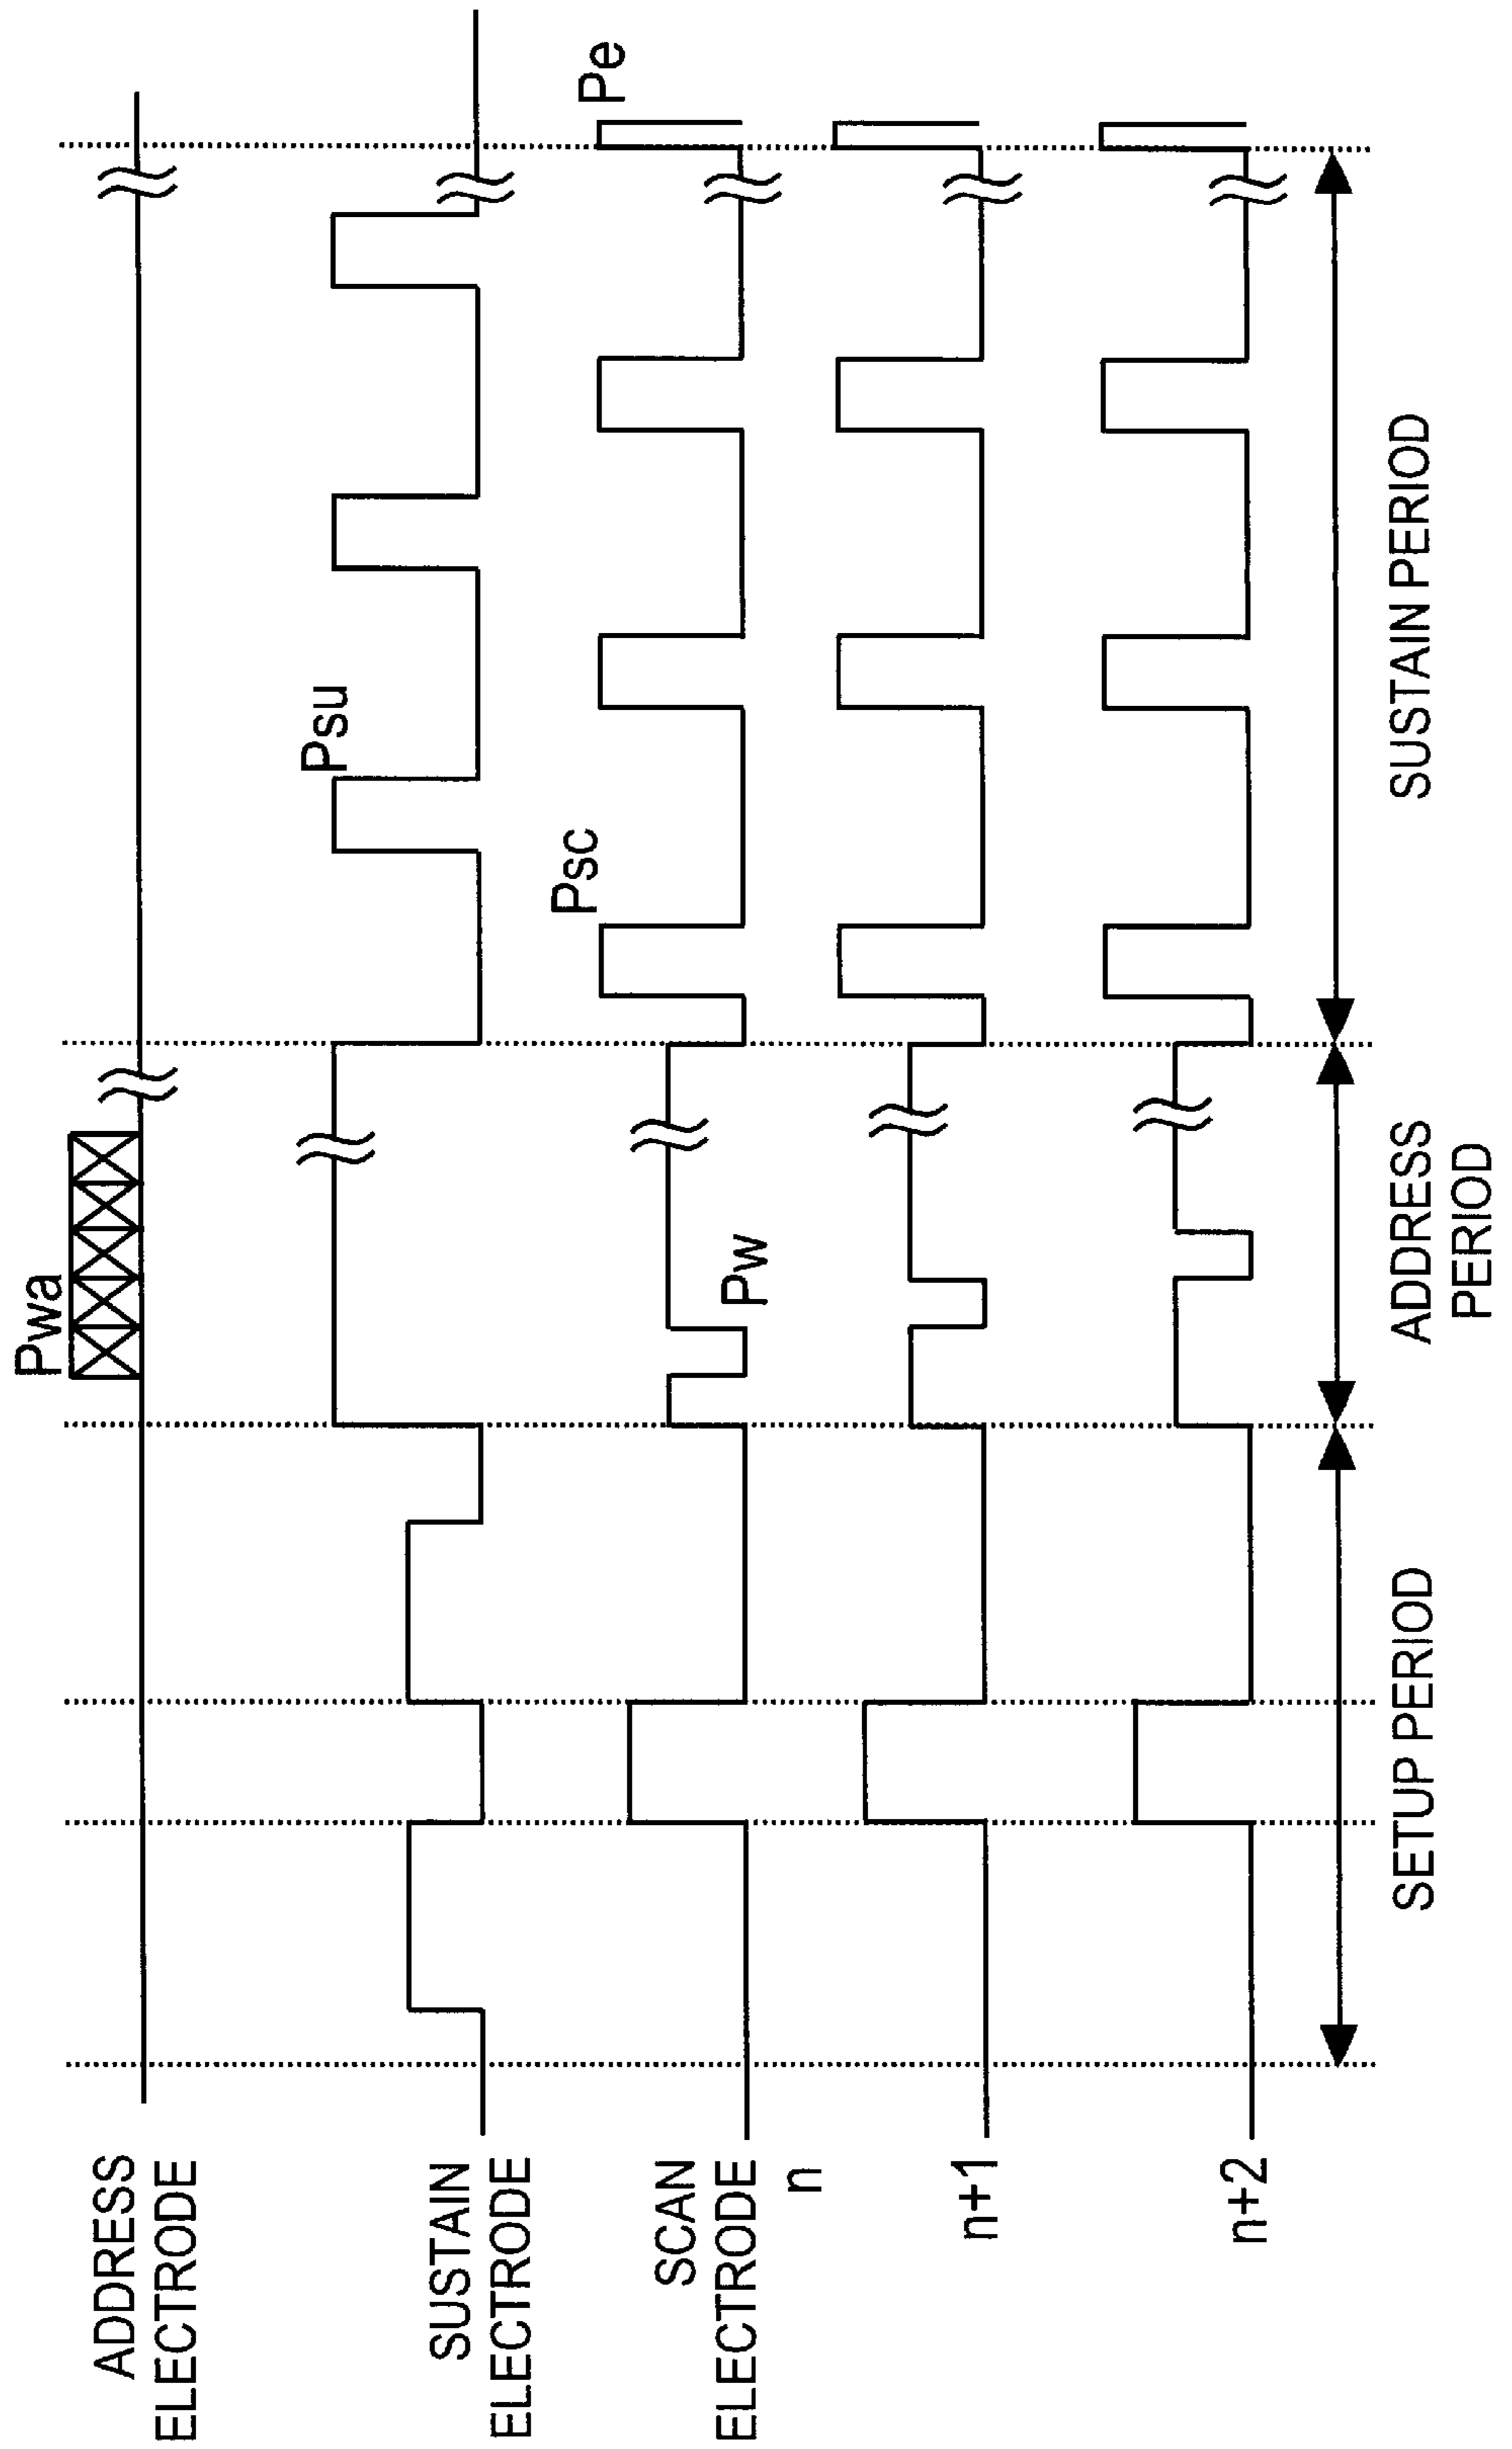 ADDRESS
ELECTRODE
Pwa
SUSTAIN
ELECTRODE
Psu
SCAN
ELECTRODE
n
Pw
Psc
Pe
n+1
n+2
SETUP PERIOD
ADDRESS
PERIOD
SUSTAIN PERIOD